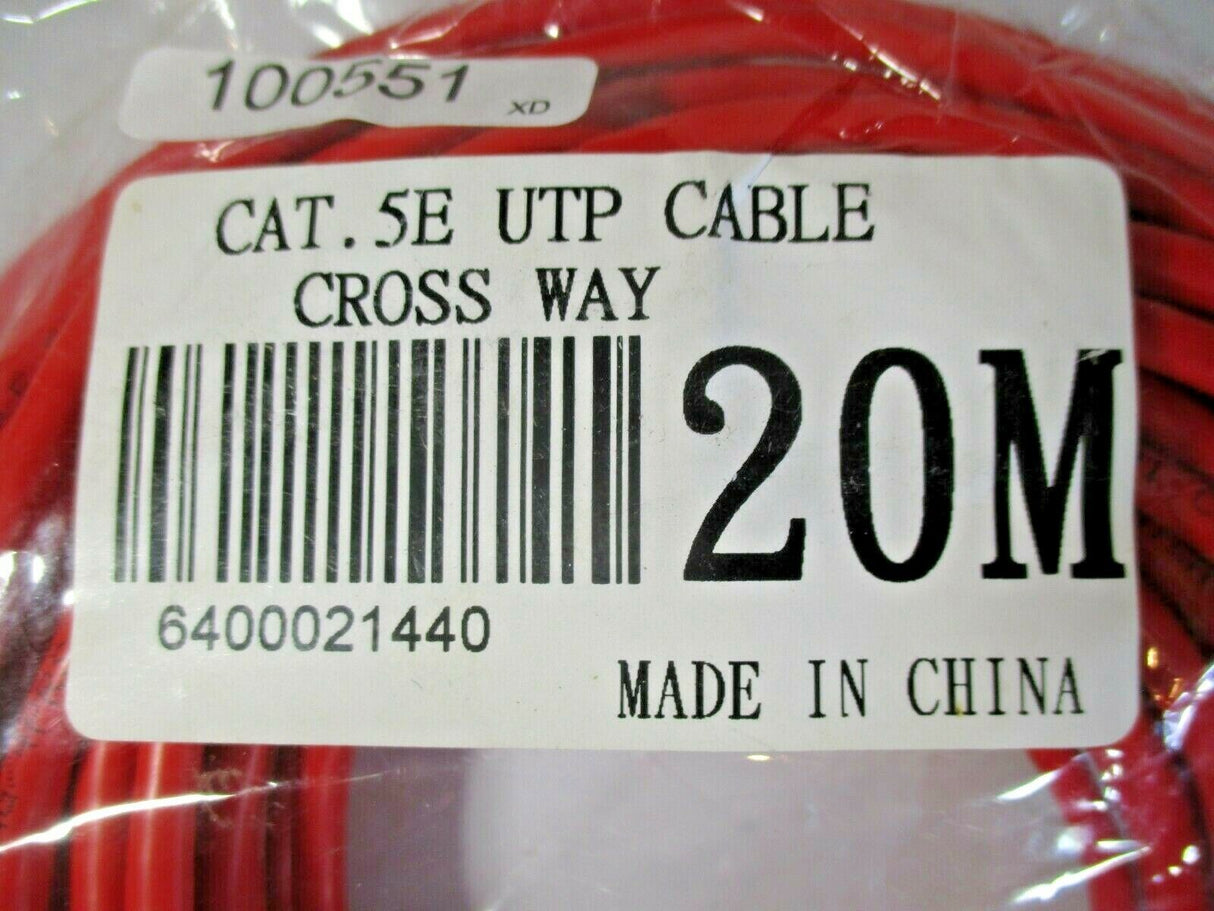 100551 XD
CAT.5E UTP CABLE
CROSS WAY
20M
6400021440
MADE IN CHINA